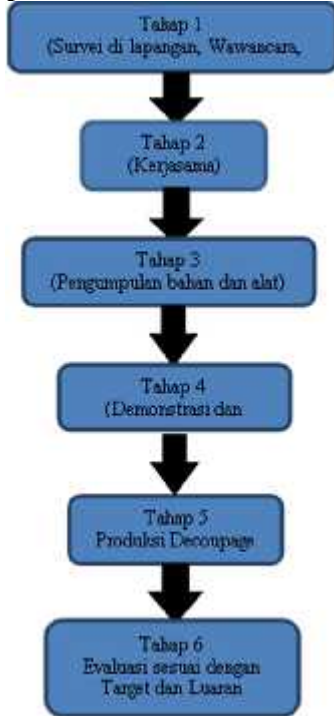 Tahap 1
(Survei di lapangan, Wawancara,
Tahap 2
(Kerjasama)
Tahap 3
(Pengumpulan bahan dan alat)
Tahap 4
(Demonstrasi dan
Tahap 5
Produksi Decoupage
Tahap 6
Evaluasi sesuai dengan
Target dan Luaran